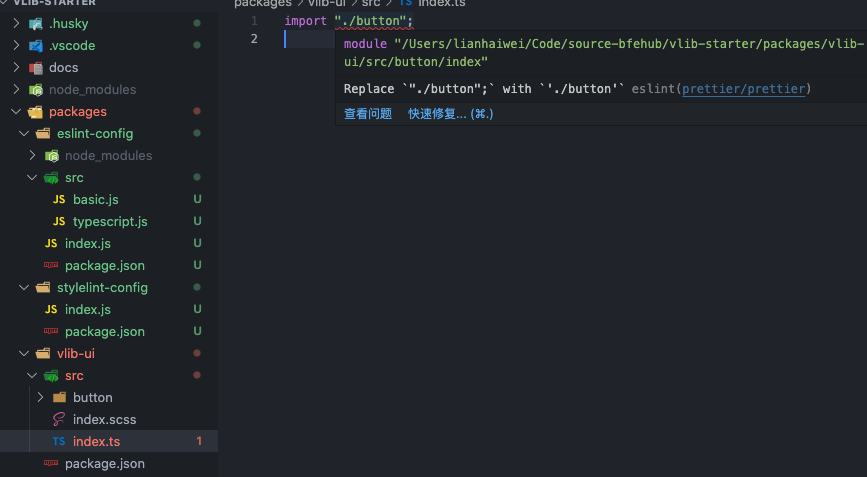 VLIB-STARTER
.husky
.vscode
docs
node_modules
packages
eslint-config
node_modules
src
JS basic.js U
JS typescript.js U
JS index.js U
package.json U
stylelint-config
JS index.js U
package.json U
vlib-ui
src
button
index.scss
TS index.ts 1
package.json
packages > vlib-ui > src > TS index.ts
1 import "./button";
2
module "/Users/lianhaiwei/Code/source-bfehub/vlib-starter/packages/vlib-
ui/src/button/index"
Replace `"./button";` with `'./button'` eslint(prettier/prettier)
查看问题 快速修复... (⌘.)